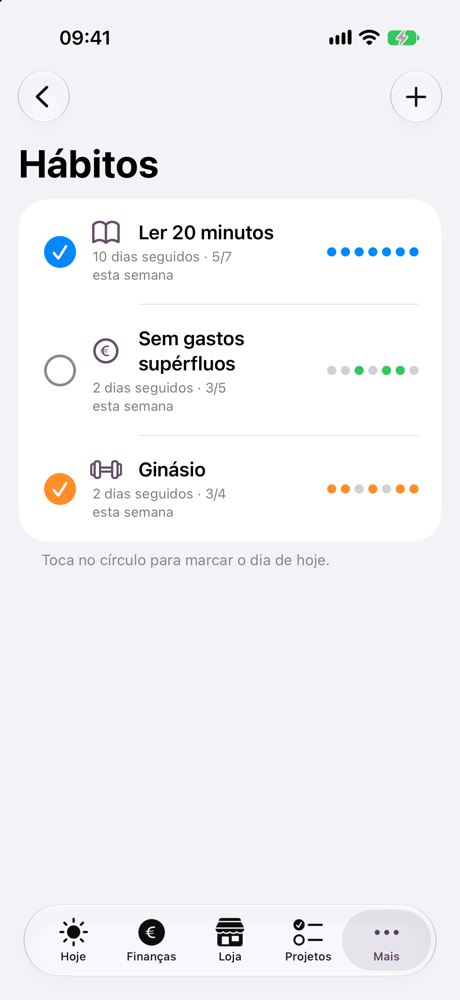 09:41
Hábitos
Ler 20 minutos
10 dias seguidos · 5/7
esta semana
Sem gastos
supérfluos
2 dias seguidos · 3/5
esta semana
Ginásio
2 dias seguidos · 3/4
esta semana
Toca no círculo para marcar o dia de hoje.
Hoje
Finanças
Loja
Projetos
Mais